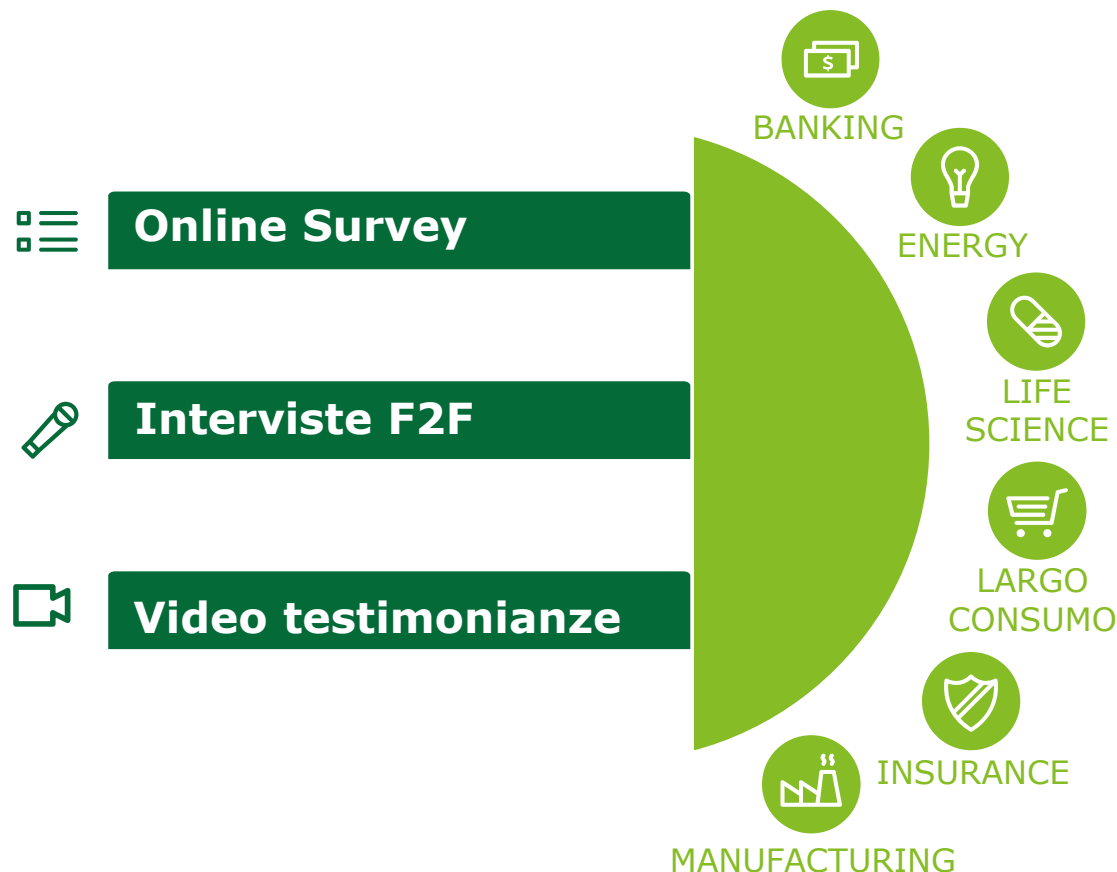 Online Survey
Interviste F2F
Video testimonianze
$
BANKING
ENERGY
LIFE
SCIENCE
LARGO
CONSUMO
INSURANCE
MANUFACTURING